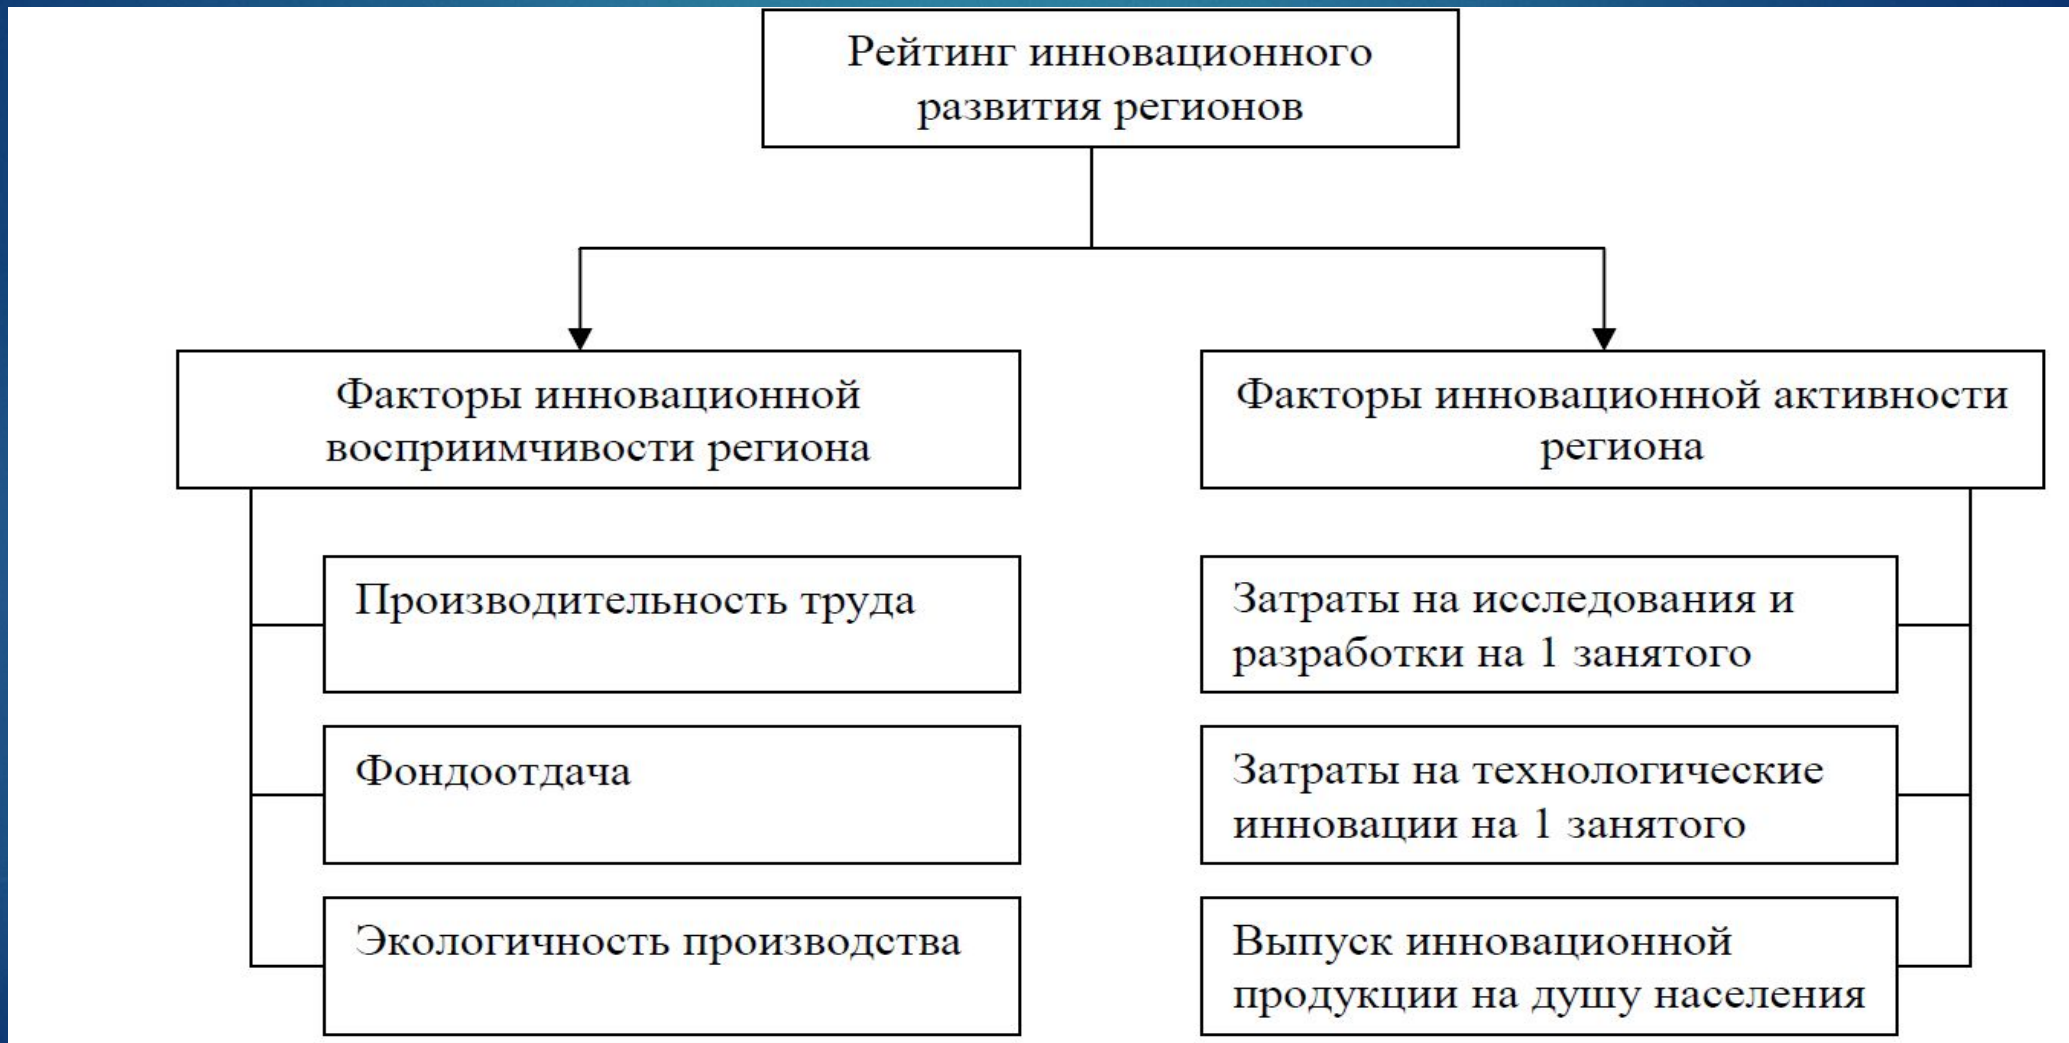 Рейтинг инновационного
развития регионов
Факторы инновационной
восприимчивости региона
Факторы инновационной активности
региона
Производительность труда
Фондоотдача
Экологичность производства
Затраты на исследования и
разработки на 1 занятого
Затраты на технологические
инновации на 1 занятого
Выпуск инновационной
продукции на душу населения